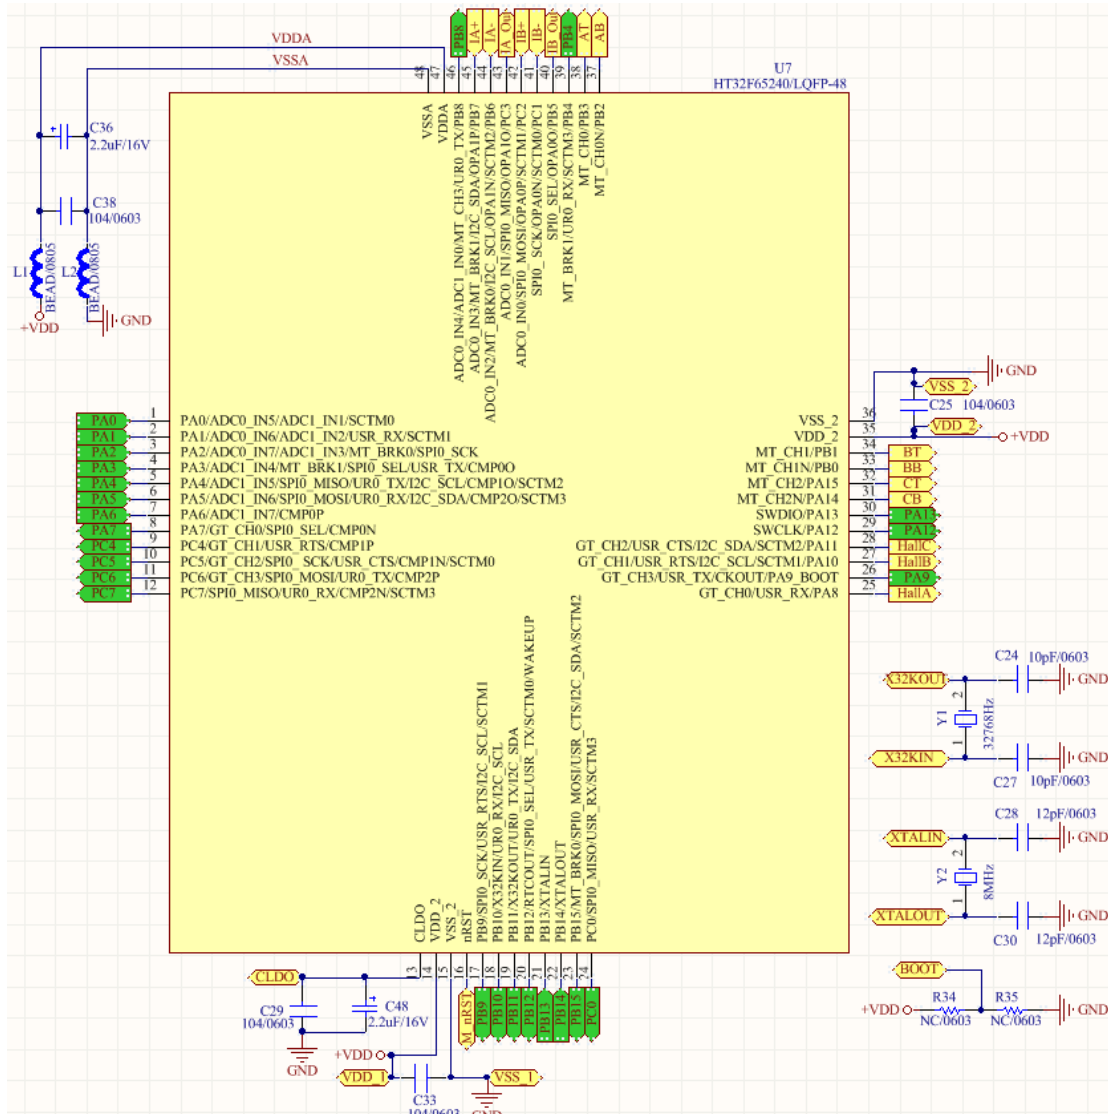 VDDA
VSSA
C36
2.2uF/16V
C38
104/0603
L1
BEAD/0805
L2
BEAD/0805
+VDD
GND
PB8
IA+
IA-
IA_Out
IB+
IB-
IB_Out
PB4
AT
AB
48
47
46
45
44
43
42
41
40
39
38
37
U7
HT32F65240/LQFP-48
VSSA
VDDA
ADC0_IN4/ADC1_IN0/MT_CH3/UR0_TX/PB8
ADC0_IN3/MT_BRK1/I2C_SDA/OPA1P/PB7
ADC0_IN2/MT_BRK0/I2C_SCL/OPA1N/SCTM2/PB6
ADC0_IN1/SPI0_MISO/OPA1O/PC3
ADC0_IN0/SPI0_MOSI/OPA0P/SCTM1/PC2
SPI0_SCK/OPA0N/SCTM0/PC1
SPI0_SEL/OPA0O/PB5
MT_BRK1/UR0_RX/SCTM3/PB4
MT_CH0/PB3
MT_CH0N/PB2
PA0 1 PA0/ADC0_IN5/ADC1_IN1/SCTM0
PA1 2 PA1/ADC0_IN6/ADC1_IN2/USR_RX/SCTM1
PA2 3 PA2/ADC0_IN7/ADC1_IN3/MT_BRK0/SPI0_SCK
PA3 4 PA3/ADC1_IN4/MT_BRK1/SPI0_SEL/USR_TX/CMP0O
PA4 5 PA4/ADC1_IN5/SPI0_MISO/UR0_TX/I2C_SCL/CMP1O/SCTM2
PA5 6 PA5/ADC1_IN6/SPI0_MOSI/UR0_RX/I2C_SDA/CMP2O/SCTM3
PA6 7 PA6/ADC1_IN7/CMP0P
PA7 8 PA7/GT_CH0/SPI0_SEL/CMP0N
PC4 9 PC4/GT_CH1/USR_RTS/CMP1P
PC5 10 PC5/GT_CH2/SPI0_SCK/USR_CTS/CMP1N/SCTM0
PC6 11 PC6/GT_CH3/SPI0_MOSI/UR0_TX/CMP2P
PC7 12 PC7/SPI0_MISO/UR0_RX/CMP2N/SCTM3
VSS_2 36
VDD_2 35
MT_CH1/PB1 34 BT
MT_CH1N/PB0 33 BB
MT_CH2/PA15 32 CT
MT_CH2N/PA14 31 CB
SWDIO/PA13 30 PA13
SWCLK/PA12 29 PA12
GT_CH2/USR_CTS/I2C_SDA/SCTM2/PA11 28 HallC
GT_CH1/USR_RTS/I2C_SCL/SCTM1/PA10 27 HallB
GT_CH3/USR_TX/CKOUT/PA9_BOOT 26 PA9
GT_CH0/USR_RX/PA8 25 HallA
GND
VSS_2
C25 104/0603
VDD_2
+VDD
C24 10pF/0603
X32KOUT
GND
2
Y1
32768Hz
1
X32KIN
GND
C27 10pF/0603
C28 12pF/0603
XTALIN
GND
2
Y2
8MHz
1
XTALOUT
GND
C30 12pF/0603
BOOT
+VDD
R34
NC/0603
R35
NC/0603
GND
CLDO
VDD_2
VSS_2
nRST
PB9/SPI0_SCK/USR_RTS/I2C_SCL/SCTM1
PB10/X32KIN/UR0_RX/I2C_SCL
PB11/X32KOUT/UR0_TX/I2C_SDA
PB12/RTCOUT/SPI0_SEL/USR_TX/SCTM0/WAKEUP
PB13/XTALIN
PB14/XTALOUT
PB15/MT_BRK0/SPI0_MOSI/USR_CTS/I2C_SDA/SCTM2
PC0/SPI0_MISO/USR_RX/SCTM3
13
14
15
16
17
18
19
20
21
22
23
24
M_nRST
PB9
PB10
PB11
PB12
PB13
PB14
PB15
PC0
CLDO
C29
104/0603
C48
2.2uF/16V
GND
+VDD
VDD_1
VSS_1
C33
104/0603
GND